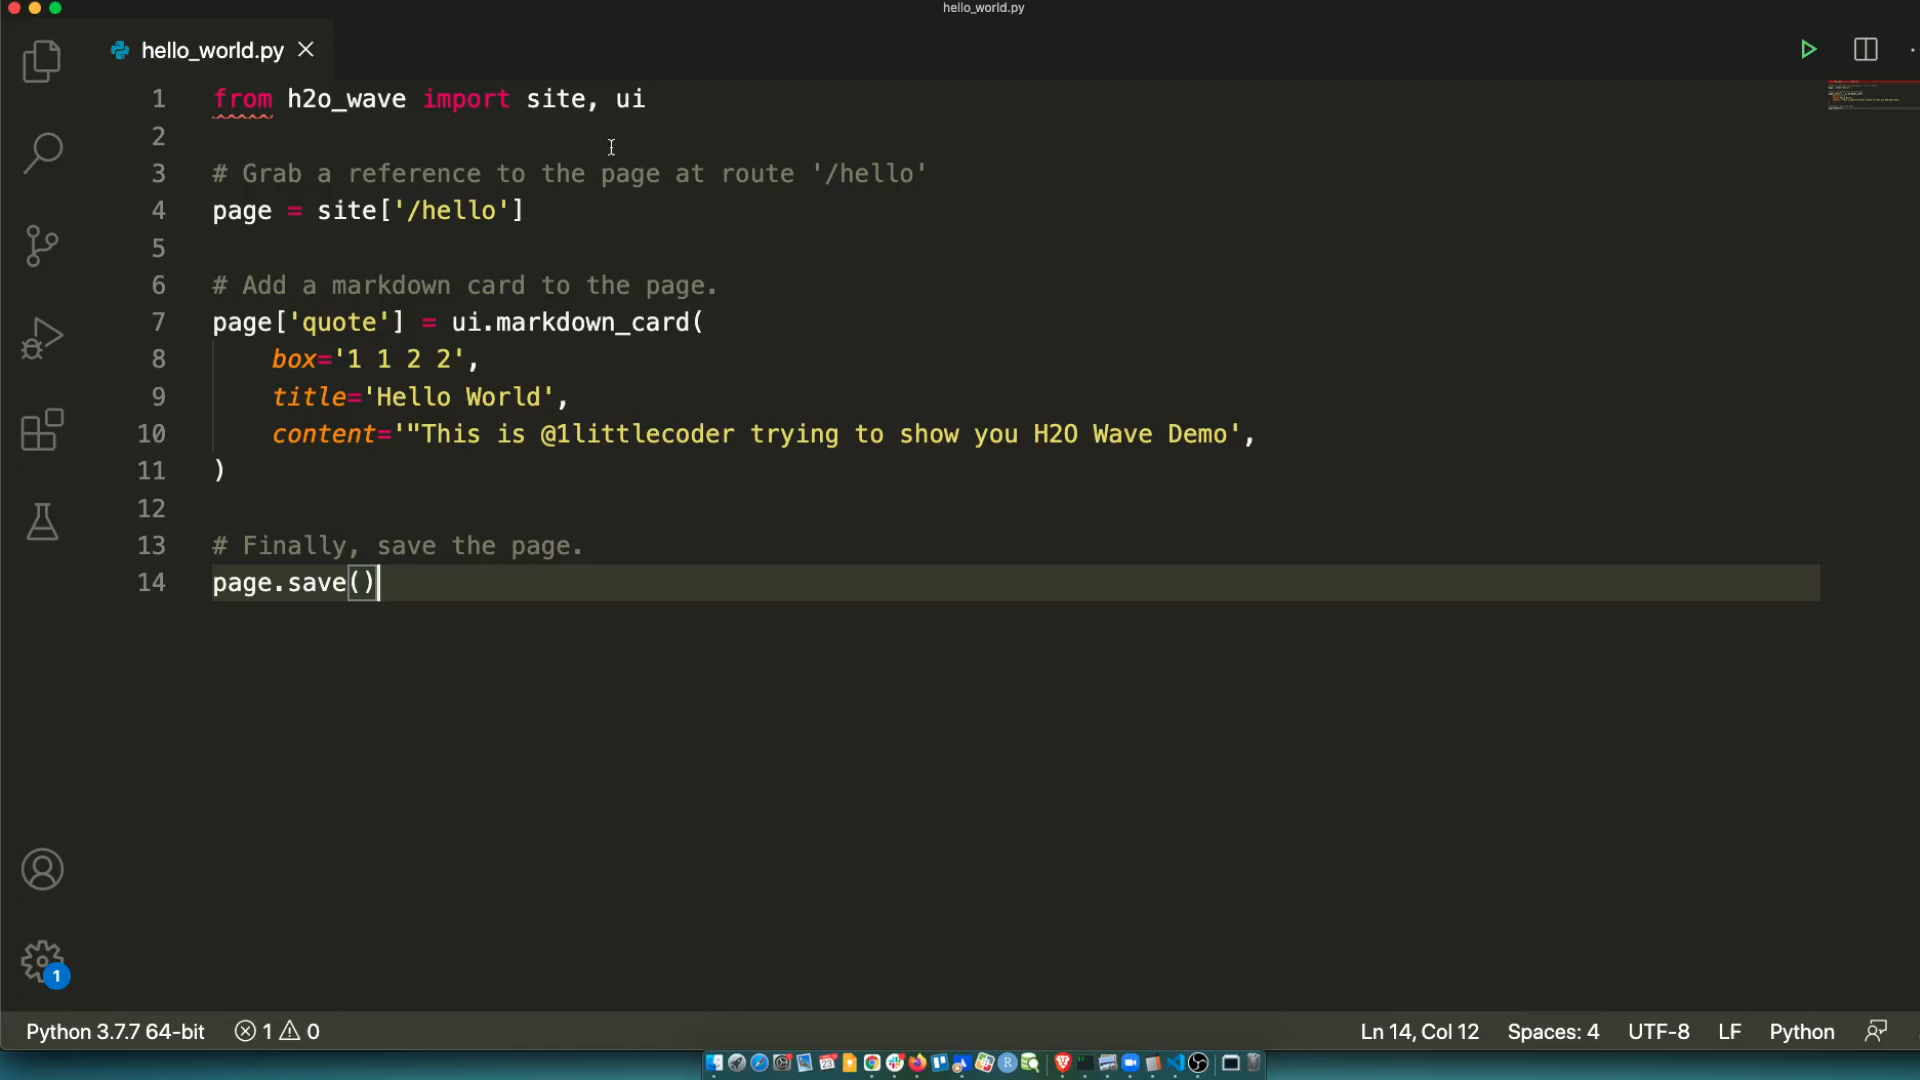 hello_world.py
hello_world.py
1 from h2o_wave import site, ui
2
3 # Grab a reference to the page at route '/hello'
4 page = site['/hello']
5
6 # Add a markdown card to the page.
7 page['quote'] = ui.markdown_card(
8 box='1 1 2 2',
9 title='Hello World',
10 content='"This is @1littlecoder trying to show you H2O Wave Demo',
11 )
12
13 # Finally, save the page.
14 page.save()
1
Python 3.7.7 64-bit 1 0 Ln 14, Col 12 Spaces: 4 UTF-8 LF Python